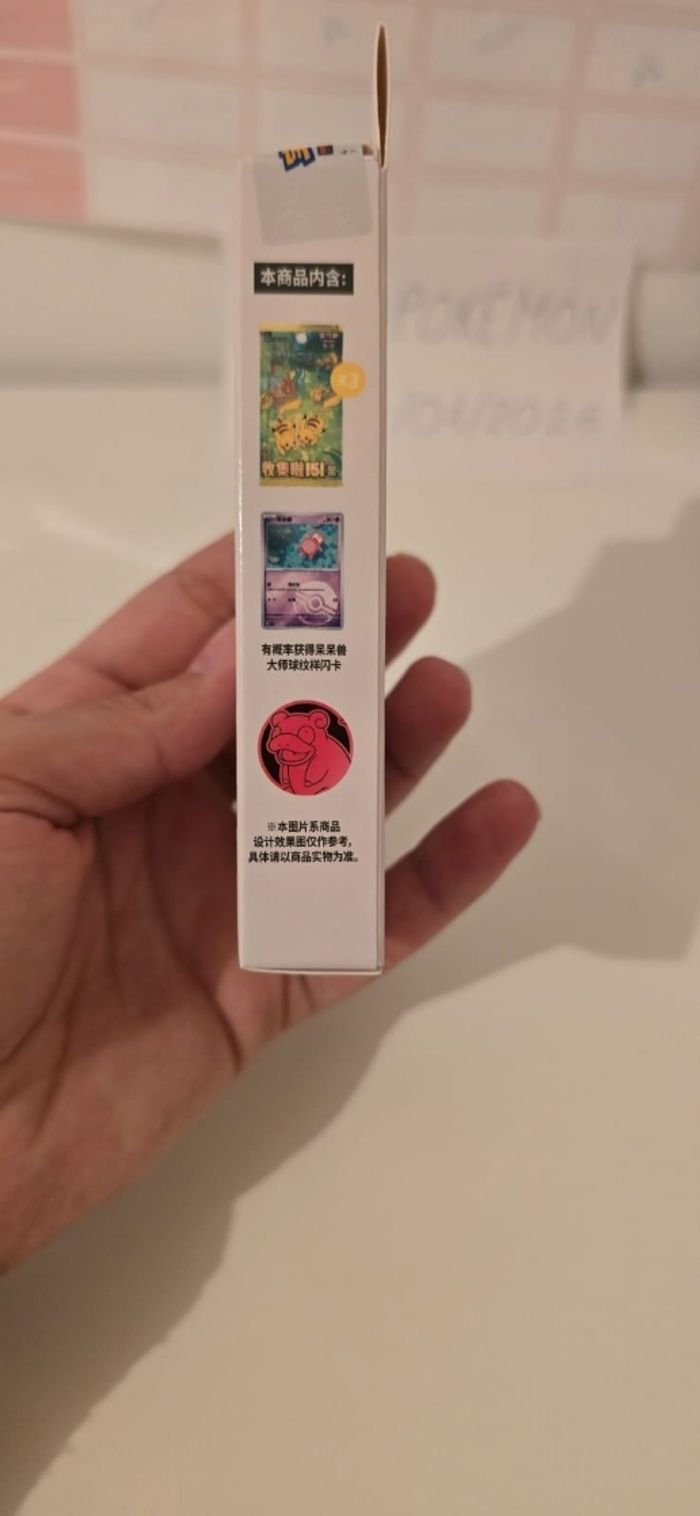 本商品内含:
x3
收集啦151
有概率获得呆呆兽
大师球纹样闪卡
※本图片系商品
设计效果图仅作参考,
具体请以商品实物为准。
POKEMON